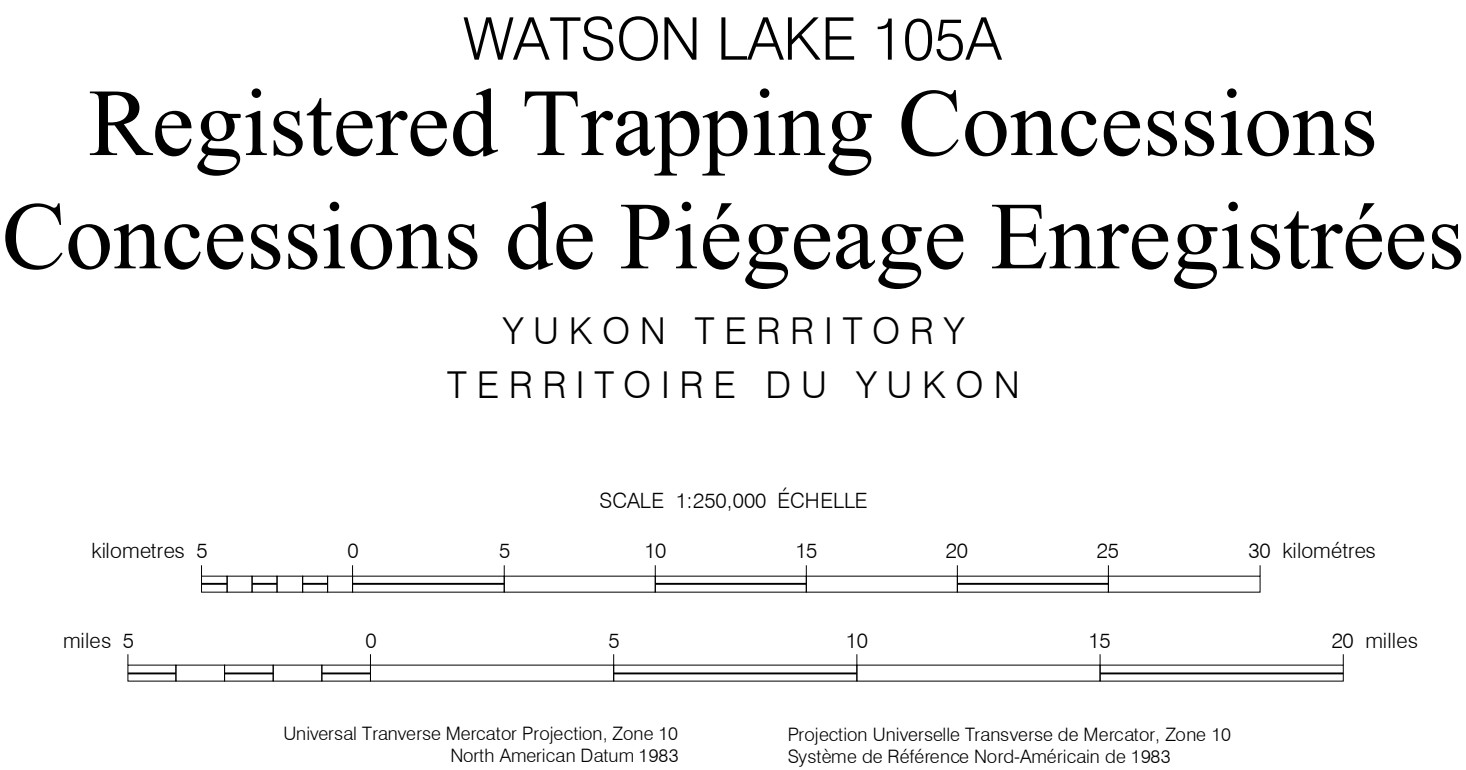 WATSON LAKE 105A
Registered Trapping Concessions
Concessions de Piégeage Enregistrées
YUKON TERRITORY
TERRITOIRE DU YUKON
SCALE 1:250,000 ÉCHELLE
kilometres 5 0 5 10 15 20 25 30 kilométres
miles 5 0 5 10 15 20 milles
Universal Tranverse Mercator Projection, Zone 10
North American Datum 1983
Projection Universelle Transverse de Mercator, Zone 10
Système de Référence Nord-Américain de 1983